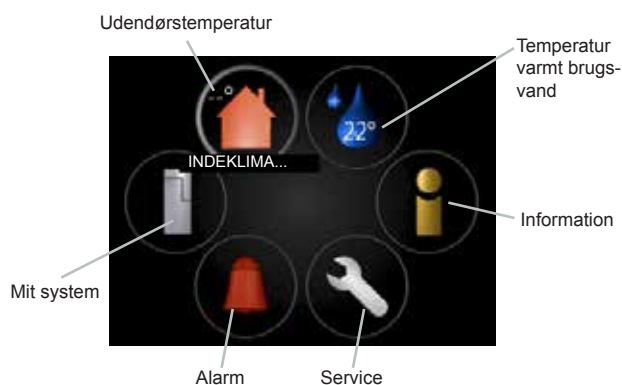 Udendørstemperatur
Temperatur
varmt brugs-
vand
22°
INDEKLIMA...
Information
Mit system
Alarm
Service